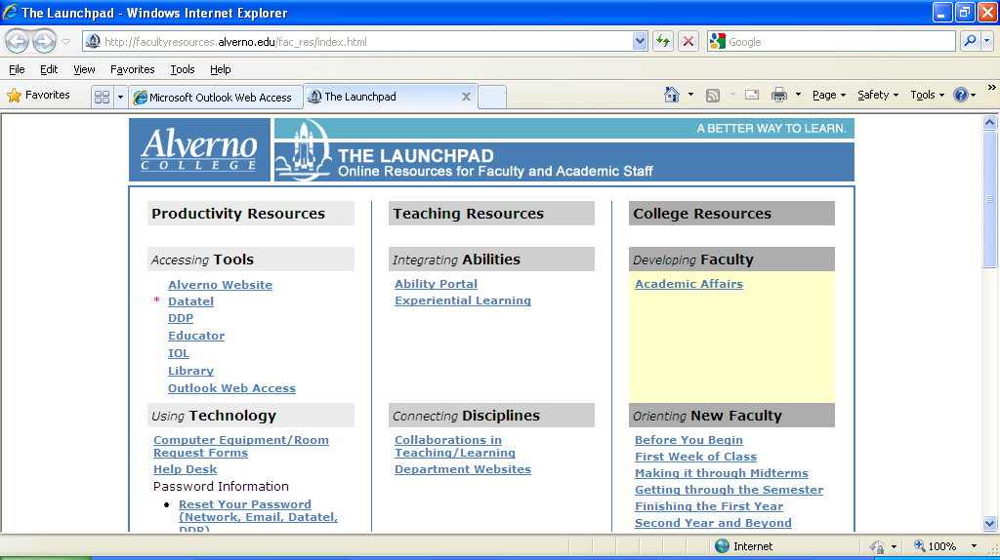 The Launchpad - Windows Internet Explorer
http://facultyresources.alverno.edu/fac_res/index.html
Google
File Edit View Favorites Tools Help
Favorites
Microsoft Outlook Web Access
The Launchpad
Page Safety Tools
Alverno
COLLEGE
A BETTER WAY TO LEARN.
THE LAUNCHPAD
Online Resources for Faculty and Academic Staff
Productivity Resources
Accessing Tools
Alverno Website
* Datatel
DDP
Educator
IOL
Library
Outlook Web Access
Using Technology
Computer Equipment/Room
Request Forms
Help Desk
Password Information
• Reset Your Password
(Network, Email, Datatel,
DDP)
Teaching Resources
Integrating Abilities
Ability Portal
Experiential Learning
Connecting Disciplines
Collaborations in
Teaching/Learning
Department Websites
College Resources
Developing Faculty
Academic Affairs
Orienting New Faculty
Before You Begin
First Week of Class
Making it through Midterms
Getting through the Semester
Finishing the First Year
Second Year and Beyond
Internet
100%